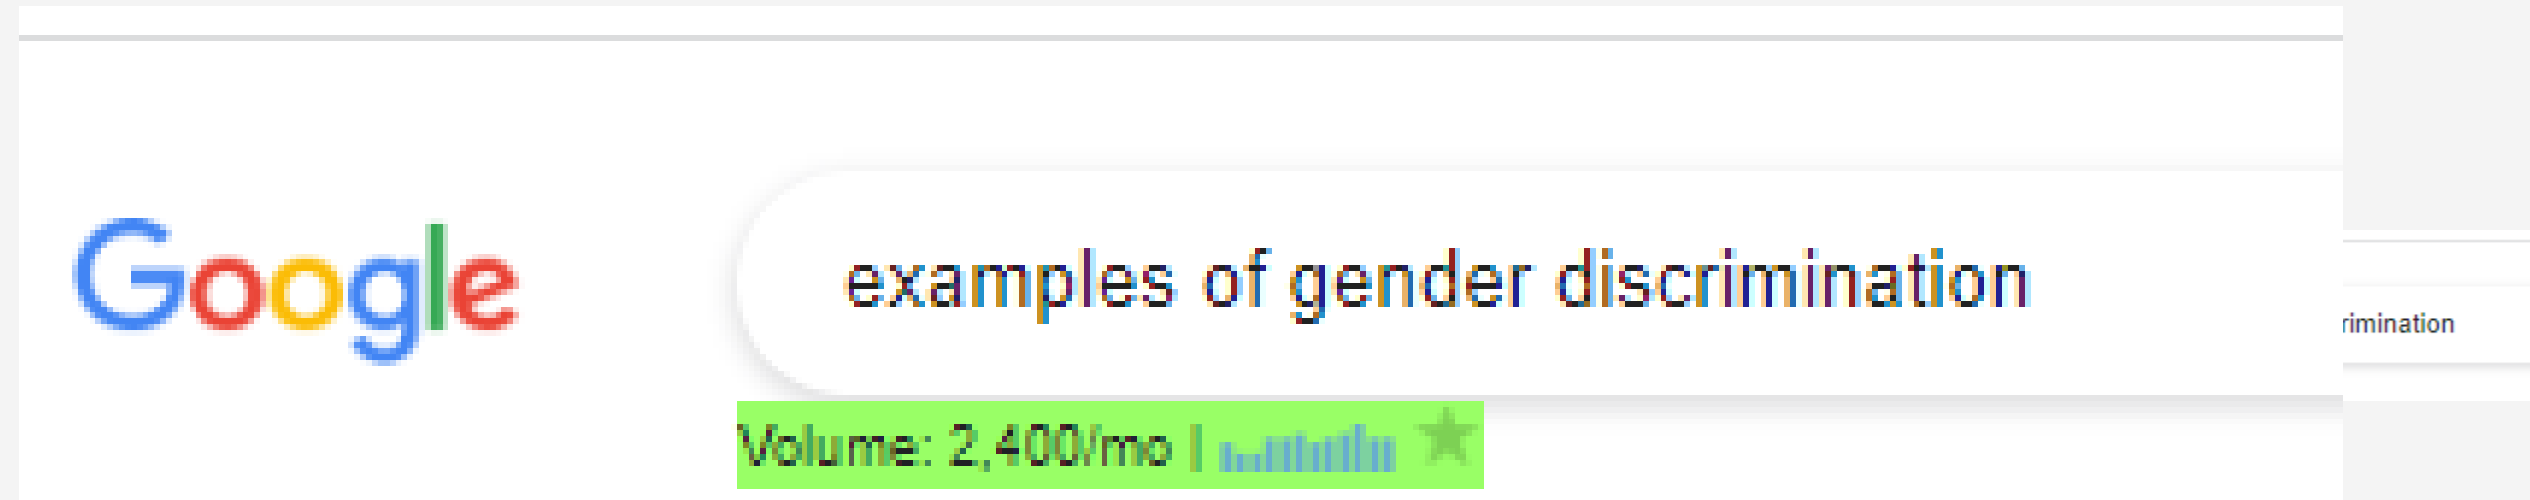 Google
examples of gender discrimination
rimination
Volume: 2,400/mo |